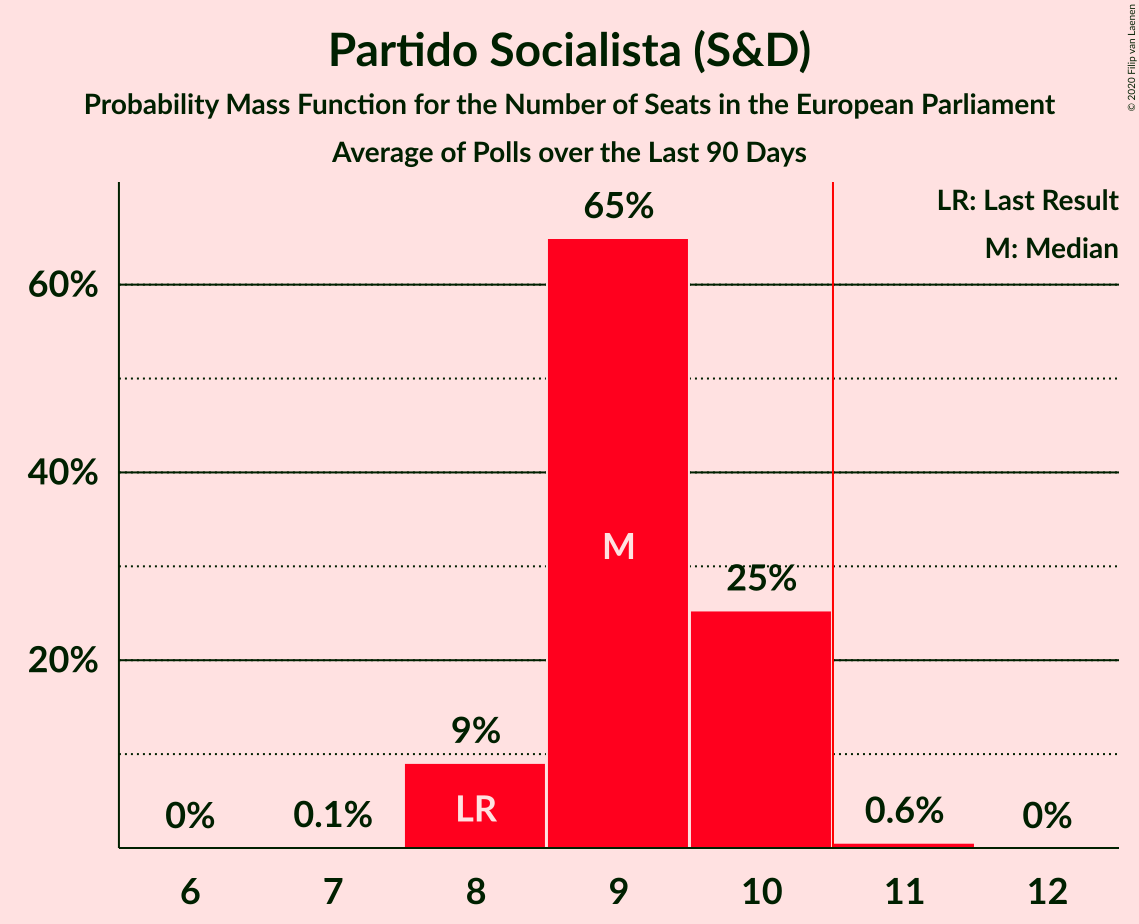 Partido Socialista (S&D)
Probability Mass Function for the Number of Seats in the European Parliament
Average of Polls over the Last 90 Days
© 2020 Filip van Laenen
LR: Last Result
M: Median
60%
40%
20%
0%
0.1%
9%
65%
25%
0.6%
0%
LR
M
6
7
8
9
10
11
12